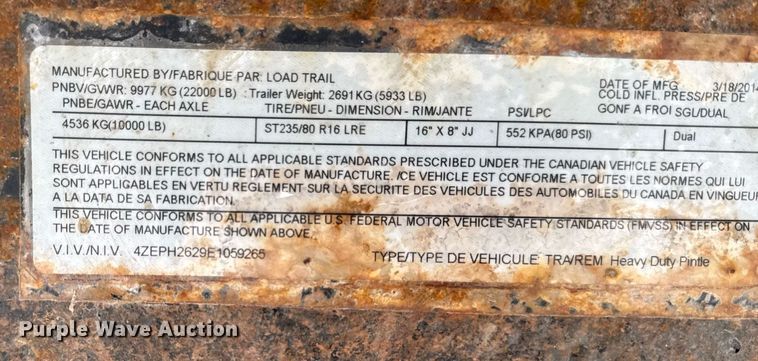 MANUFACTURED BY/FABRIQUE PAR: LOAD TRAIL DATE OF MFG 3/18/2014
PNBV/GVWR: 9977 KG (22000 LB) : Trailer Weight: 2691 KG (5933 LB) COLD INFL. PRESS/PRE DE
PNBE/GAWR - EACH AXLE TIRE/PNEU - DIMENSION - RIM/JANTE PSI/LPC GONF A FROI SGL/DUAL
4536 KG(10000 LB) ST235/80 R16 LRE 16" X 8" JJ 552 KPA(80 PSI) Dual
THIS VEHICLE CONFORMS TO ALL APPLICABLE STANDARDS PRESCRIBED UNDER THE CANADIAN VEHICLE SAFETY
REGULATIONS IN EFFECT ON THE DATE OF MANUFACTURE. /CE VEHICLE EST CONFORME A TOUTES LES NORMES QUI LUI
SONT APPLIGABLES EN VERTU REGLEMENT SUR LA SECURITE DES VEHICULES DES AUTOMOBILES DU CANADA EN VINGUEUR
A LA DATA DE SA FABRICATION.
THIS VEHICLE CONFORMS TO ALL APPLICABLE U.S. FEDERAL MOTOR VEHICLE SAFETY STANDARDS (FMVSS) IN EFFECT ON
THE DATE OF MANUFACTURE SHOWN ABOVE.
V.I.V./N.I.V. 4ZEPH2629E1059265 TYPE/TYPE DE VEHICULE: TRA/REM Heavy Duty Pintle
Purple Wave Auction